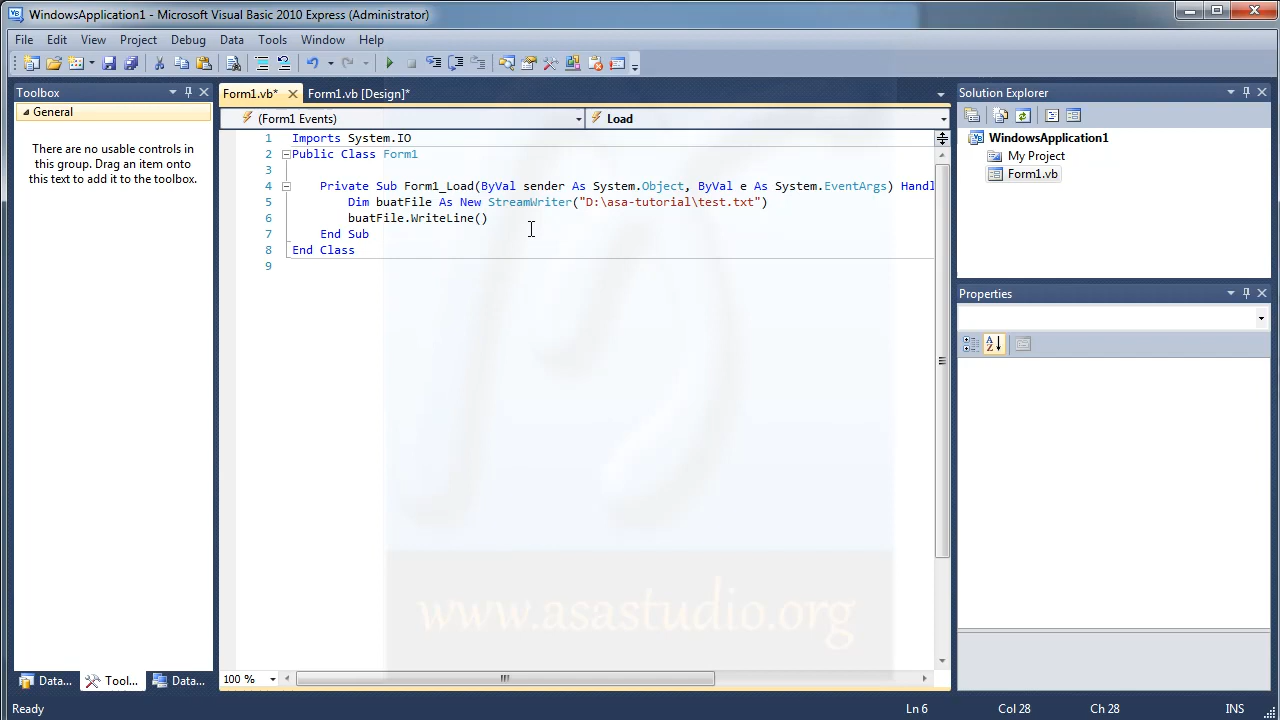 WindowsApplication1 - Microsoft Visual Basic 2010 Express (Administrator)
File Edit View Project Debug Data Tools Window Help
Toolbox
General
There are no usable controls in
this group. Drag an item onto
this text to add it to the toolbox.
Data...
Tool...
Data...
Form1.vb*
Form1.vb [Design]*
(Form1 Events)
Load
1 Imports System.IO
2 Public Class Form1
3
4 Private Sub Form1_Load(ByVal sender As System.Object, ByVal e As System.EventArgs) Handl
5 Dim buatFile As New StreamWriter("D:\asa-tutorial\test.txt")
6 buatFile.WriteLine()
7 End Sub
8 End Class
9
www.asastudio.org
100 %
Solution Explorer
WindowsApplication1
My Project
Form1.vb
Properties
Ready
Ln 6
Col 28
Ch 28
INS